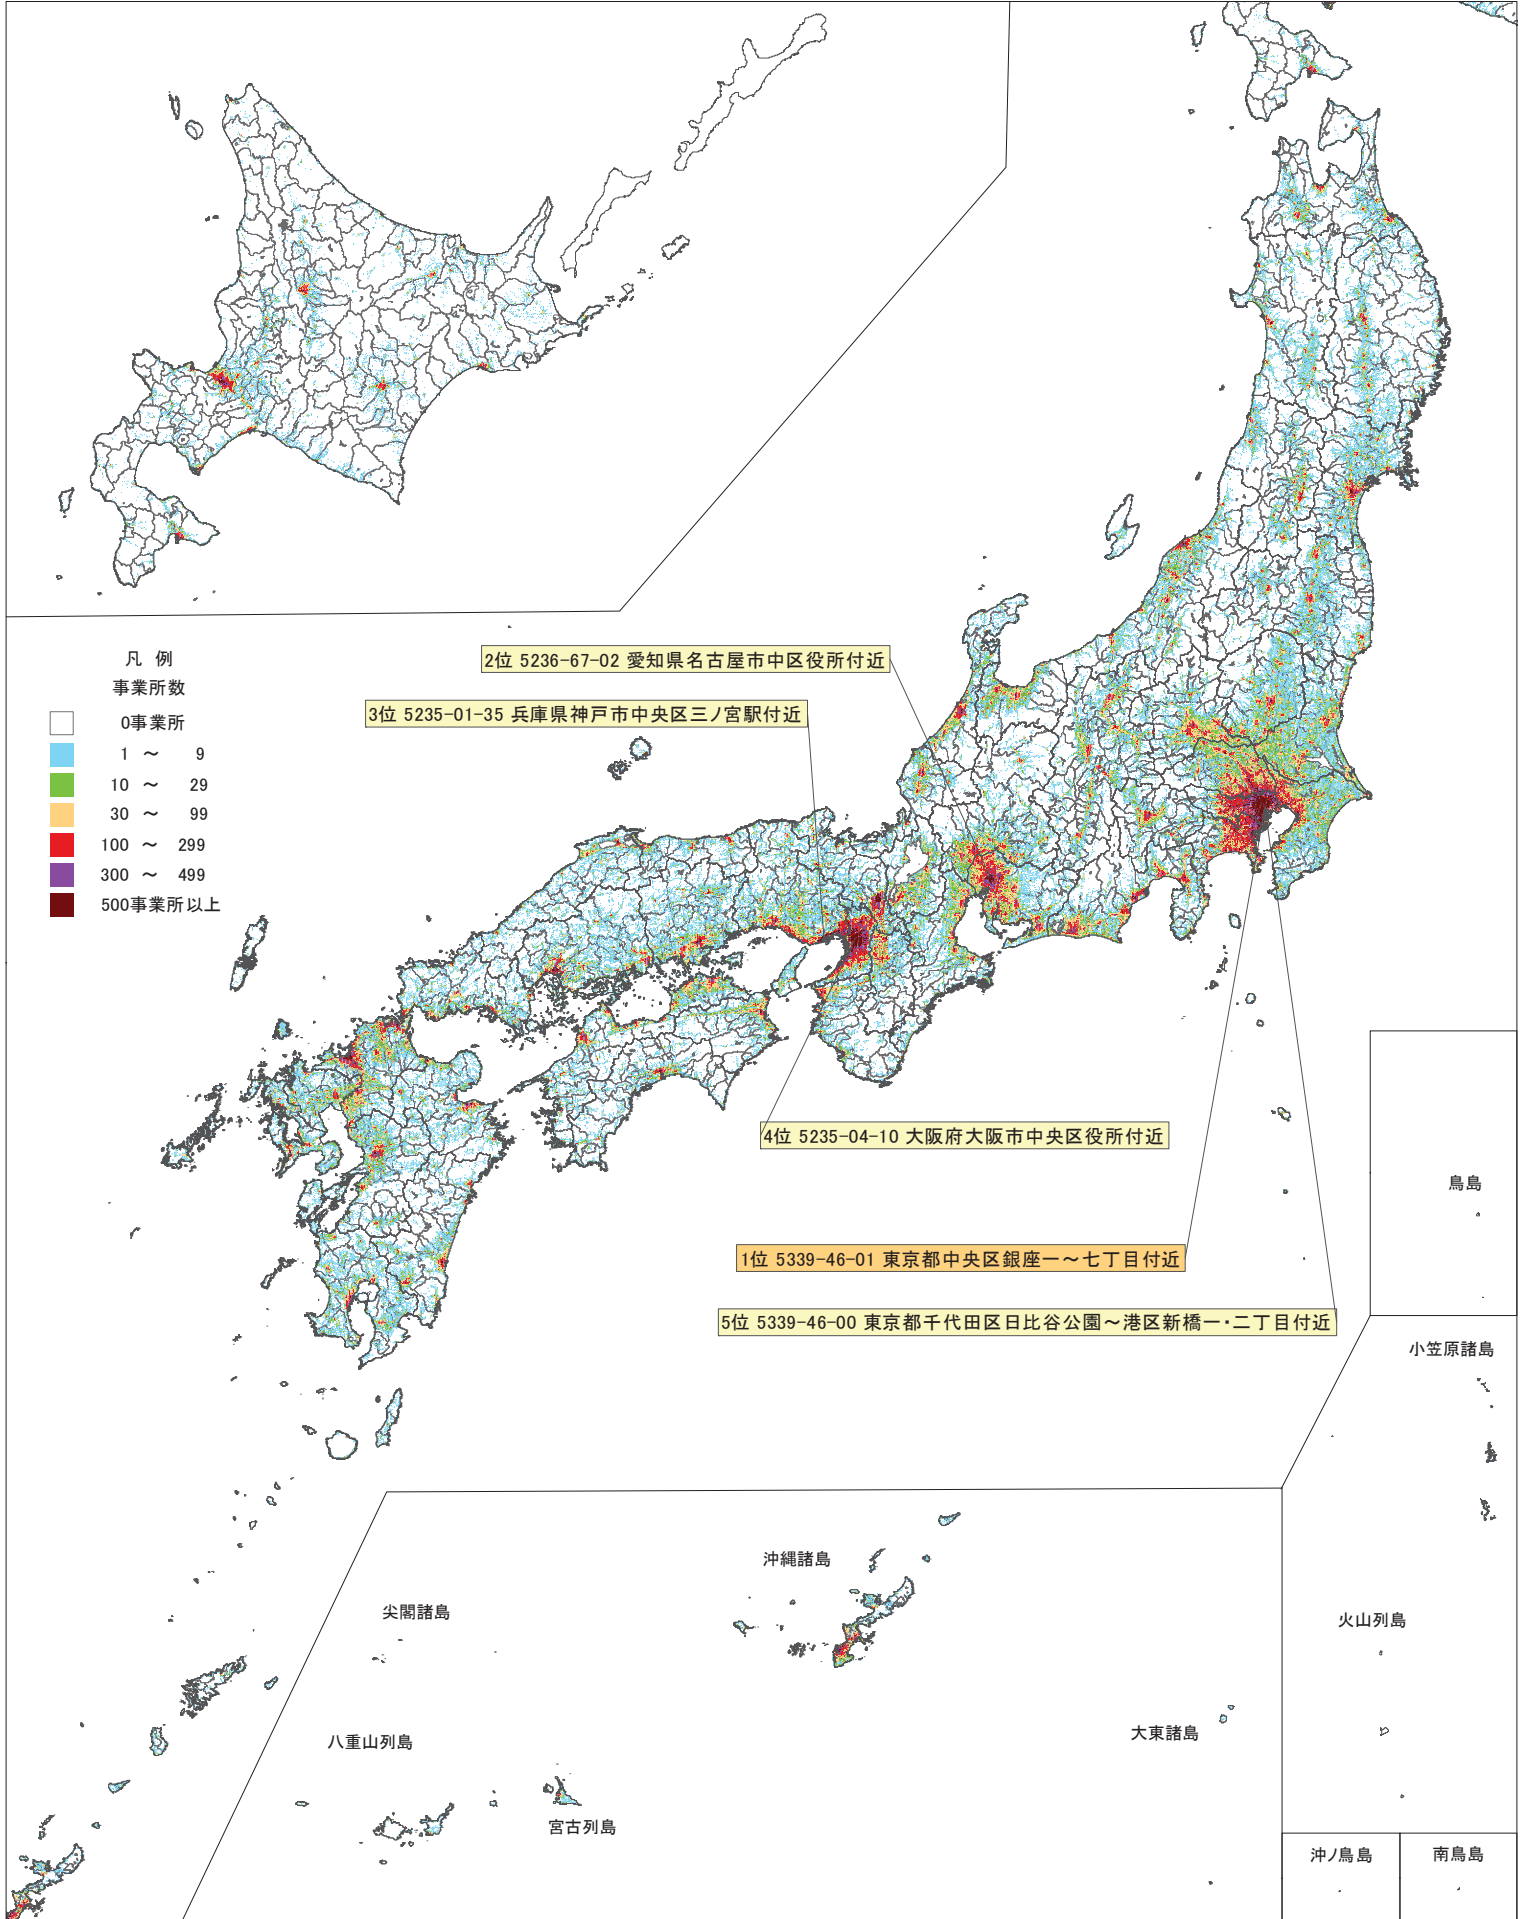 凡 例
事業所数
0事業所
1 ～ 9
10 ～ 29
30 ～ 99
100 ～ 299
300 ～ 499
500事業所以上
2位 5236-67-02 愛知県名古屋市中区役所付近
3位 5235-01-35 兵庫県神戸市中央区三ノ宮駅付近
4位 5235-04-10 大阪府大阪市中央区役所付近
1位 5339-46-01 東京都中央区銀座一～七丁目付近
5位 5339-46-00 東京都千代田区日比谷公園～港区新橋一・二丁目付近
鳥島
小笠原諸島
沖縄諸島
尖閣諸島
火山列島
八重山列島
大東諸島
宮古列島
沖ノ鳥島
南鳥島